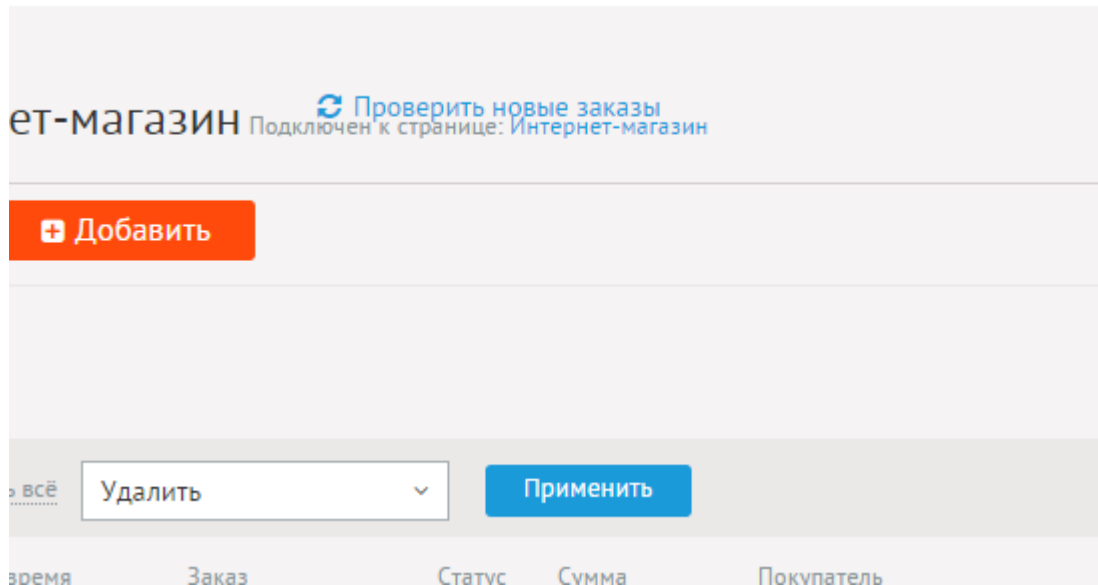 Проверить новые заказы
ет-магазин Подключен к странице: Интернет-магазин
Добавить
ь всё Удалить Применить
время Заказ Статус Сумма Покупатель